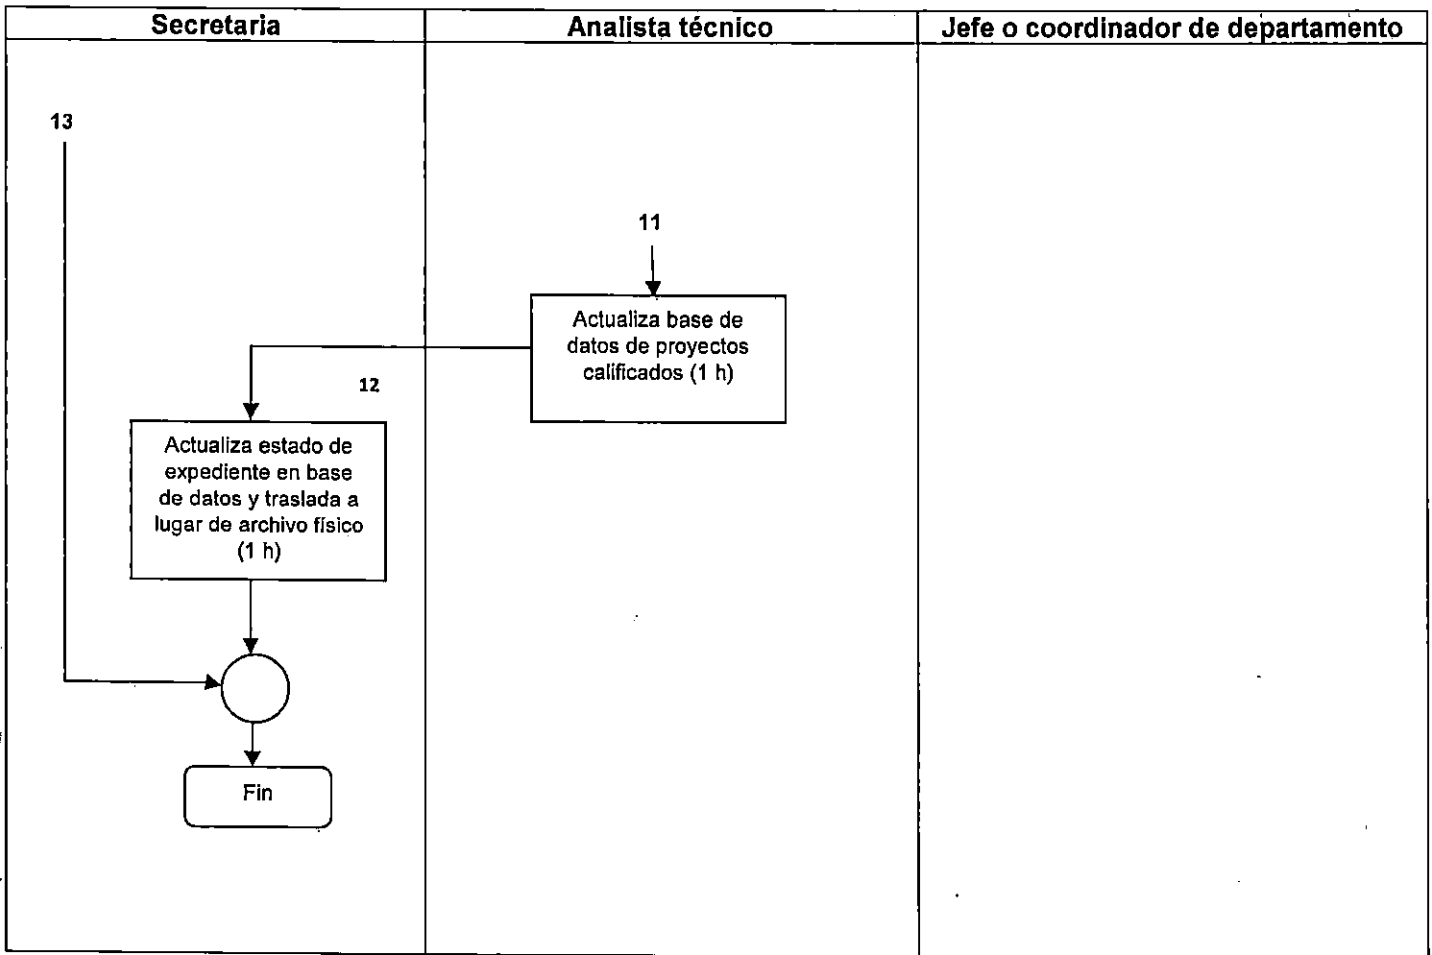 Secretaria
Analista técnico
Jefe o coordinador de departamento
13
11
Actualiza base de
datos de proyectos
calificados (1 h)
12
Actualiza estado de
expediente en base
de datos y traslada a
lugar de archivo físico
(1 h)
Fin